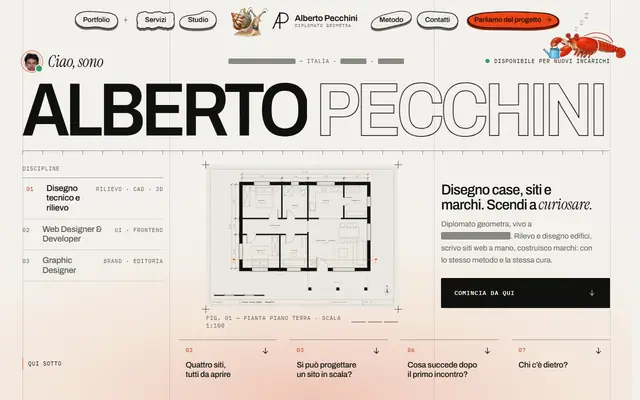 Portfolio
Servizi
Studio
AP
Alberto Pecchini
DIPLOMATO GEOMETRA
Metodo
Contatti
Parliamo del progetto →
Ciao, sono
— ITALIA ·
DISPONIBILE PER NUOVI INCARICHI
ALBERTO PECCHINI
DISCIPLINE
01 Disegno tecnico e rilievo RILIEVO · CAD · 3D
02 Web Designer & Developer UI · FRONTEND
03 Graphic Designer BRAND · EDITORIA
FIG. 01 — PIANTA PIANO TERRA · SCALA
1:100
Disegno case, siti e
marchi. Scendi a curiosare.
Diplomato geometra, vivo a
. Rilevo e disegno edifici,
scrivo siti web a mano, costruisco marchi: con
lo stesso metodo e la stessa cura.
COMINCIA DA QUI ↓
QUI SOTTO
02 ↓
Quattro siti,
tutti da aprire
03 ↓
Si può progettare
un sito in scala?
06 ↓
Cosa succede dopo
il primo incontro?
07 ↓
Chi c'è dietro?